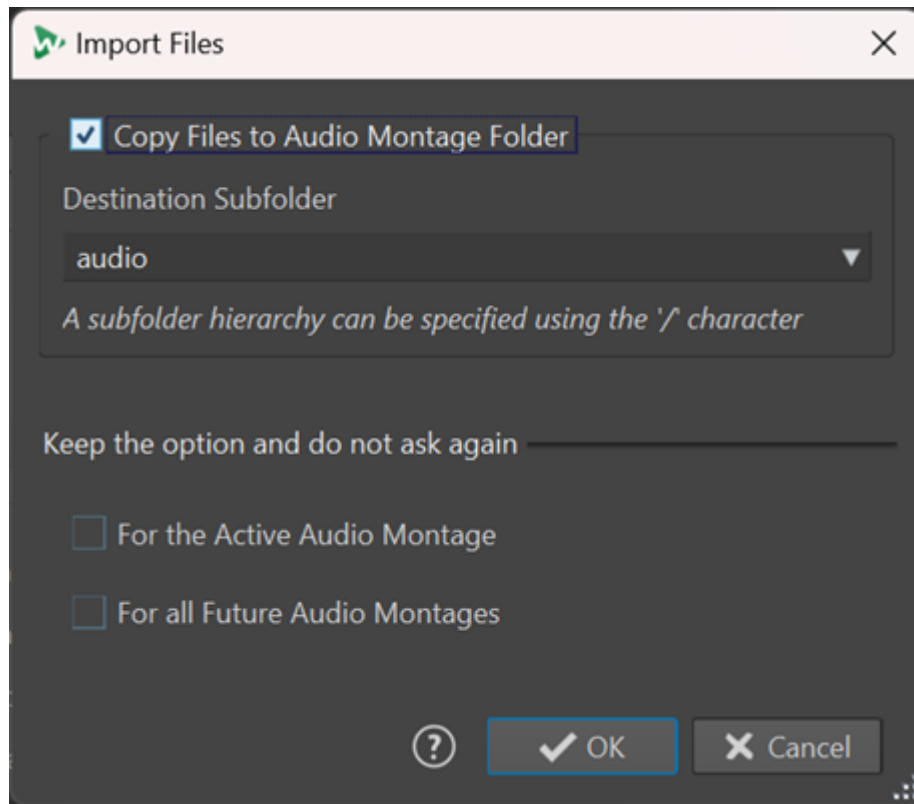 Import Files
Copy Files to Audio Montage Folder
Destination Subfolder
audio
A subfolder hierarchy can be specified using the '/' character
Keep the option and do not ask again
For the Active Audio Montage
For all Future Audio Montages
? OK Cancel